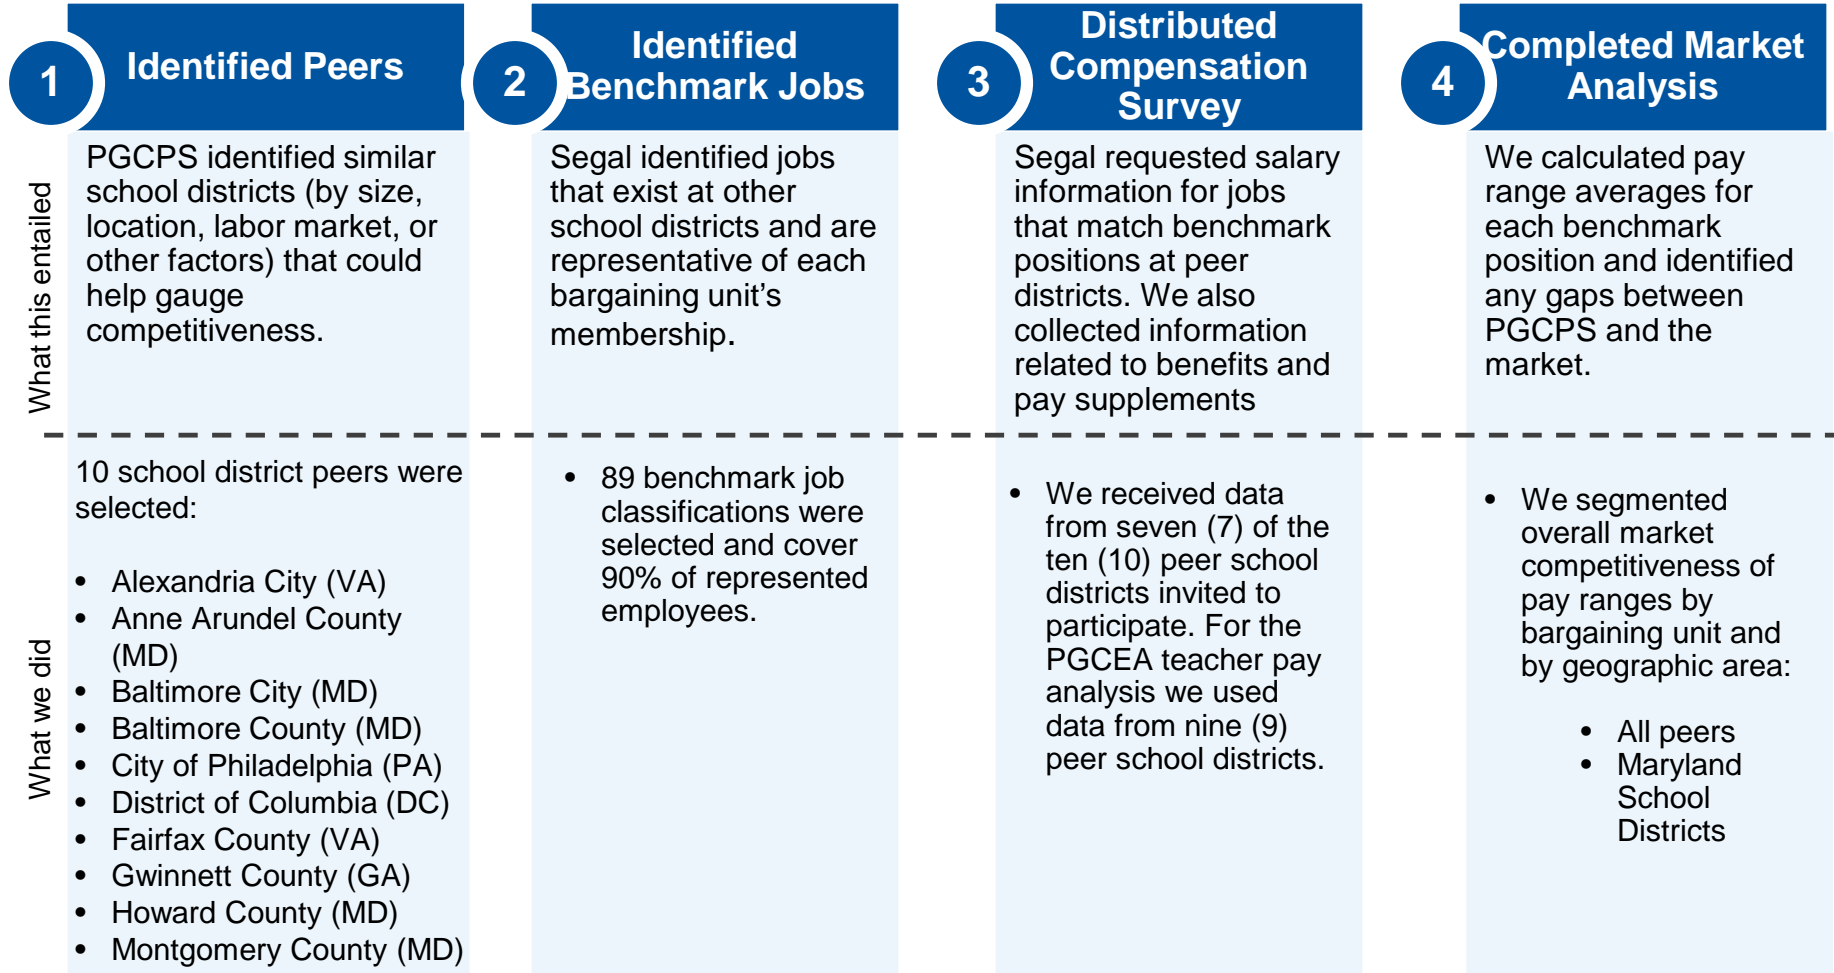 1
Identified Peers
2
Identified
Benchmark Jobs
3
Distributed
Compensation
Survey
4
Completed Market
Analysis
What this entailed
PGCPS identified similar
school districts (by size,
location, labor market, or
other factors) that could
help gauge
competitiveness.
Segal identified jobs
that exist at other
school districts and are
representative of each
bargaining unit’s
membership.
Segal requested salary
information for jobs
that match benchmark
positions at peer
districts. We also
collected information
related to benefits and
pay supplements
We calculated pay
range averages for
each benchmark
position and identified
any gaps between
PGCPS and the
market.
What we did
10 school district peers were
selected:
• Alexandria City (VA)
• Anne Arundel County
(MD)
• Baltimore City (MD)
• Baltimore County (MD)
• City of Philadelphia (PA)
• District of Columbia (DC)
• Fairfax County (VA)
• Gwinnett County (GA)
• Howard County (MD)
• Montgomery County (MD)
• 89 benchmark job
classifications were
selected and cover
90% of represented
employees.
• We received data
from seven (7) of the
ten (10) peer school
districts invited to
participate. For the
PGCEA teacher pay
analysis we used
data from nine (9)
peer school districts.
• We segmented
overall market
competitiveness of
pay ranges by
bargaining unit and
by geographic area:
• All peers
• Maryland
School
Districts